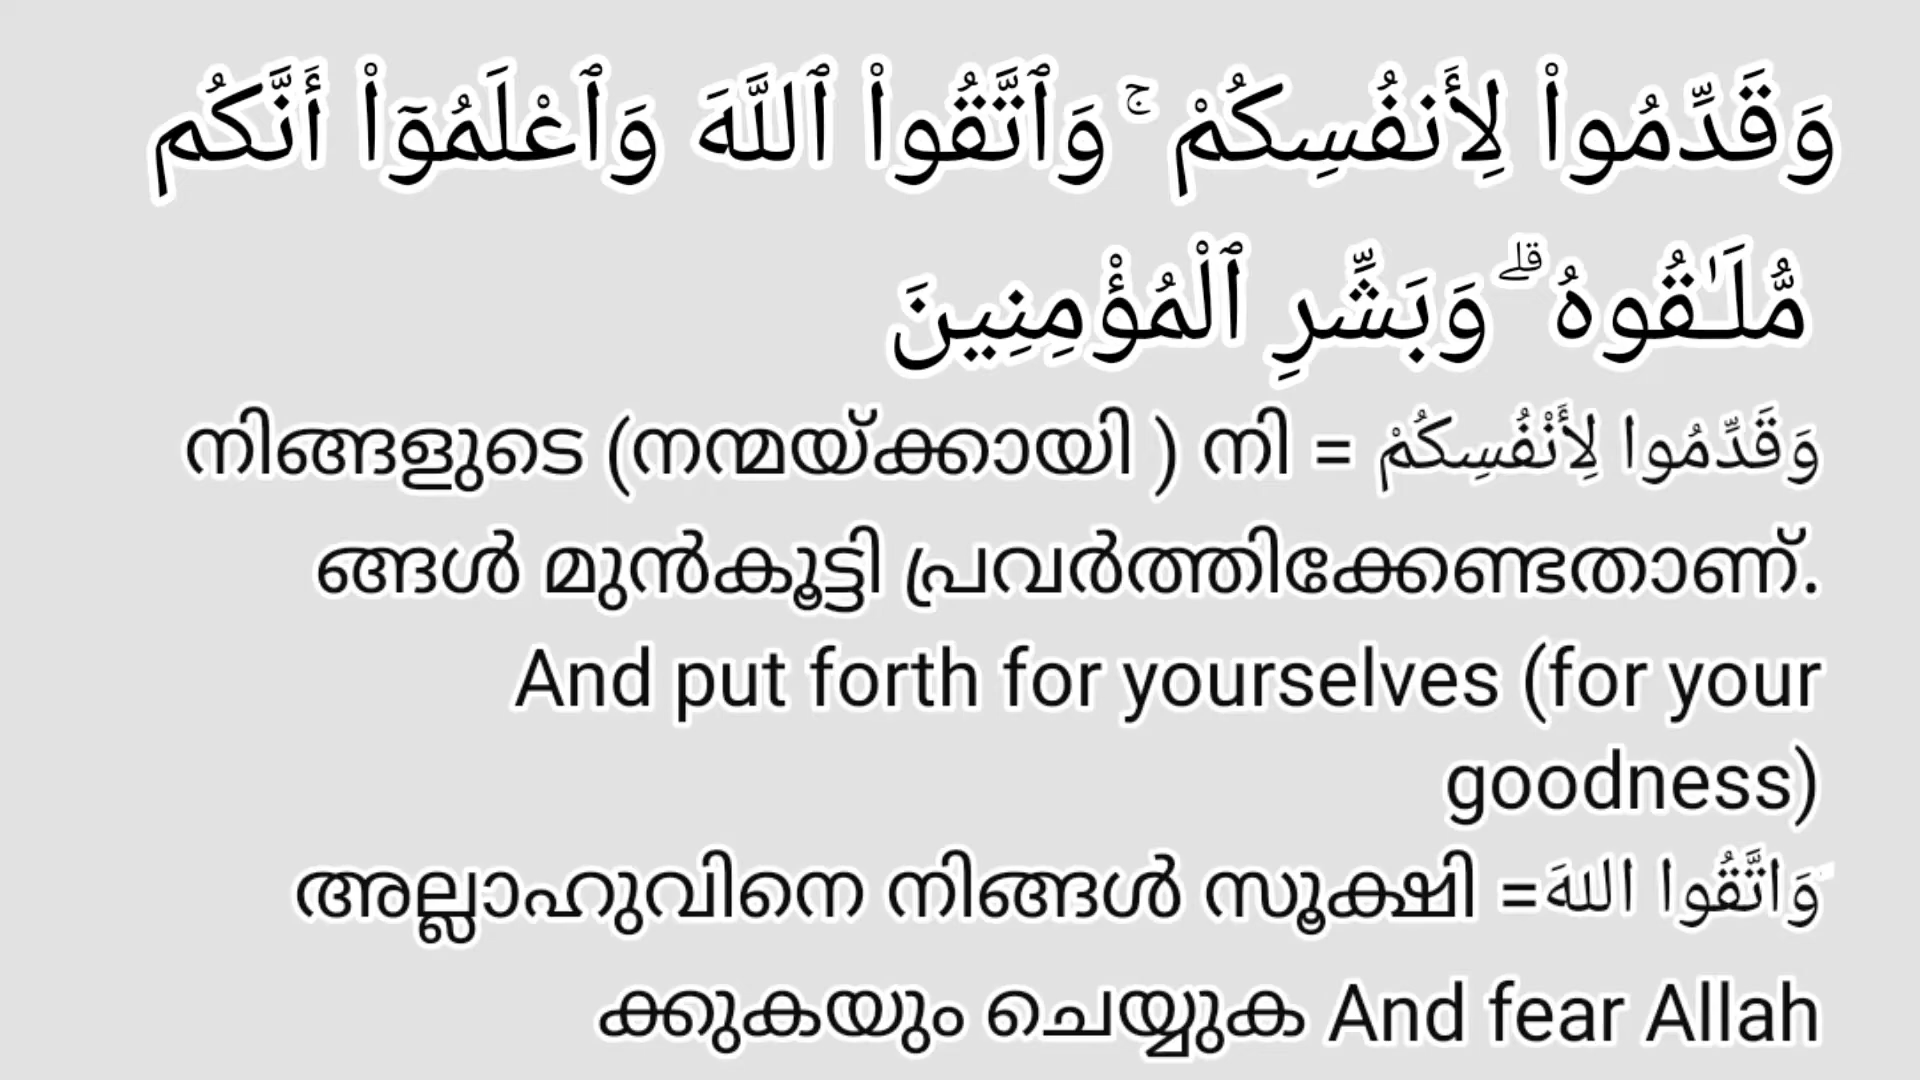 وَقَدِّمُوا۟ لِأَنفُسِكُمْ ۚ وَٱتَّقُوا۟ ٱللَّهَ وَٱعْلَمُوٓا۟ أَنَّكُم
مُّلَـٰقُوهُ ۗ وَبَشِّرِ ٱلْمُؤْمِنِينَ
وَقَدِّمُوا لِأَنْفُسِكُمْ = നിങ്ങളുടെ (നന്മയ്ക്കായി ) നി
ങ്ങൾ മുൻകൂട്ടി പ്രവർത്തിക്കേണ്ടതാണ്.
And put forth for yourselves (for your
goodness)
وَاتَّقُوا اللهَ= അല്ലാഹുവിനെ നിങ്ങൾ സൂക്ഷി
ക്കുകയും ചെയ്യുക And fear Allah